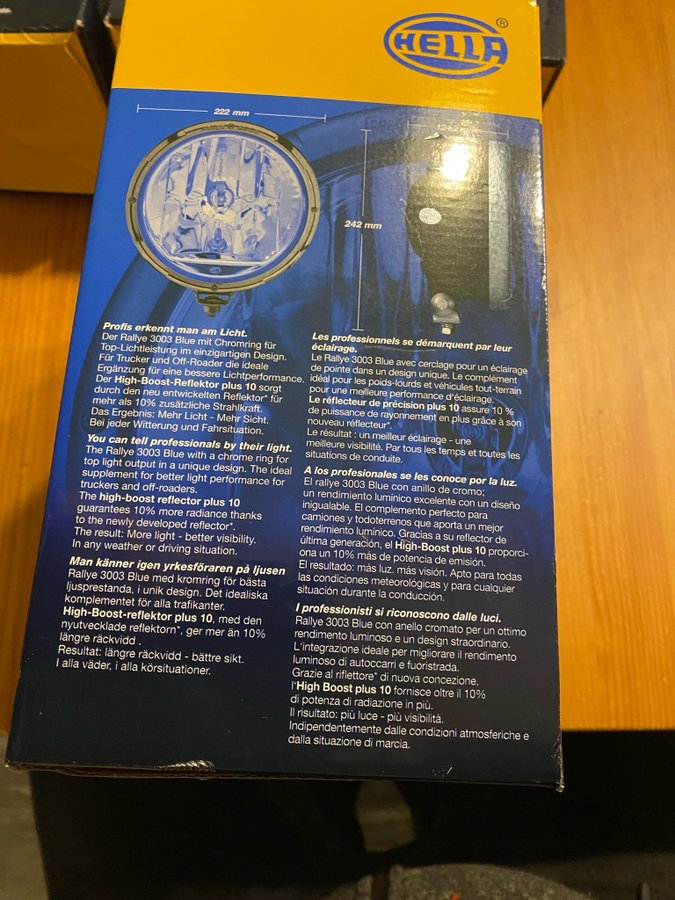 HELLA
®
222 mm
242 mm
HELLA
Profis erkennt man am Licht.
Der Rallye 3003 Blue mit Chromring für
Top-Lichtleistung im einzigartigen Design.
Für Trucker und Off-Roader die ideale
Ergänzung für eine bessere Lichtperformance.
Der High-Boost-Reflektor plus 10 sorgt
durch den neu entwickelten Reflektor* für
mehr als 10% zusätzliche Strahlkraft.
Das Ergebnis: Mehr Licht - Mehr Sicht.
Bei jeder Witterung und Fahrsituation.
You can tell professionals by their light.
The Rallye 3003 Blue with a chrome ring for
top light output in a unique design. The ideal
supplement for better light performance for
truckers and off-roaders.
The high-boost reflector plus 10
guarantees 10% more radiance thanks
to the newly developed reflector*.
The result: More light - better visibility.
In any weather or driving situation.
Man känner igen yrkesföraren på ljusen
Rallye 3003 Blue med kromring för bästa
ljusprestanda, i unik design. Det idealiska
komplementet för alla trafikanter.
High-Boost-reflektor plus 10, med den
nyutvecklade reflektorn*, ger mer än 10%
längre räckvidd .
Resultat: längre räckvidd - bättre sikt.
I alla väder, i alla körsituationer.
Les professionnels se démarquent par leur
éclairage.
Le Rallye 3003 Blue avec cerclage pour un éclairage
de pointe dans un design unique. Le complément
idéal pour les poids-lourds et véhicules tout-terrain
pour une meilleure performance d'éclairage.
Le réflecteur de précision plus 10 assure 10 %
de puissance de rayonnement en plus grâce à son
nouveau réflecteur*.
Le résultat : un meilleur éclairage - une
meilleure visibilité. Par tous les temps et toutes les
situations de conduite.
A los profesionales se les conoce por la luz.
El rallye 3003 Blue con anillo de cromo;
un rendimiento lumínico excelente con un diseño
inigualable. El complemento perfecto para
camiones y todoterrenos que aporta un mejor
rendimiento lumínico. Gracias a su reflector de
última generación, el High-Boost plus 10 proporci-
ona un 10% más de potencia de emisión.
El resultado: más luz. más visión. Apto para todas
las condiciones meteorológicas y para cualquier
situación durante la conducción.
I professionisti si riconoscono dalle luci.
Rallye 3003 Blue con anello cromato per un ottimo
rendimento luminoso e un design straordinario.
L'integrazione ideale per migliorare il rendimento
luminoso di autocarri e fuoristrada.
Grazie al riflettore* di nuova concezione.
l'High Boost plus 10 fornisce oltre il 10%
di potenza di radiazione in più.
Il risultato: più luce - più visibilità.
Indipendentemente dalle condizioni atmosferiche e
dalla situazione di marcia.